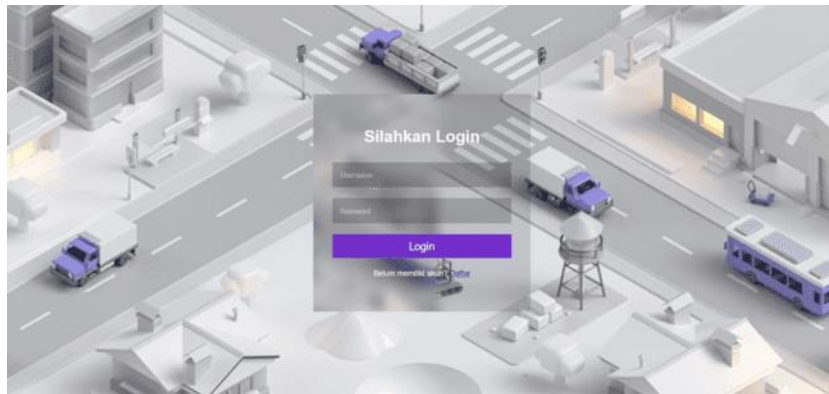 Silahkan Login
Username
Password
Login
Belum memiliki akun? Daftar